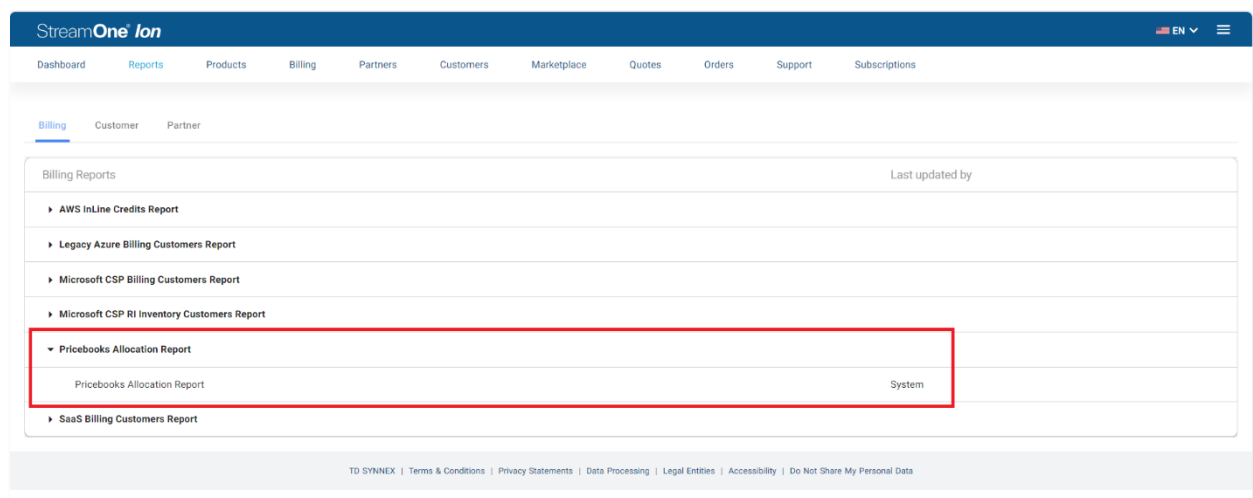 StreamOne® Ion EN
Dashboard Reports Products Billing Partners Customers Marketplace Quotes Orders Support Subscriptions
Billing Customer Partner
Billing Reports Last updated by
AWS InLine Credits Report
Legacy Azure Billing Customers Report
Microsoft CSP Billing Customers Report
Microsoft CSP RI Inventory Customers Report
Pricebooks Allocation Report
Pricebooks Allocation Report System
SaaS Billing Customers Report
TD SYNNEX | Terms & Conditions | Privacy Statements | Data Processing | Legal Entities | Accessibility | Do Not Share My Personal Data